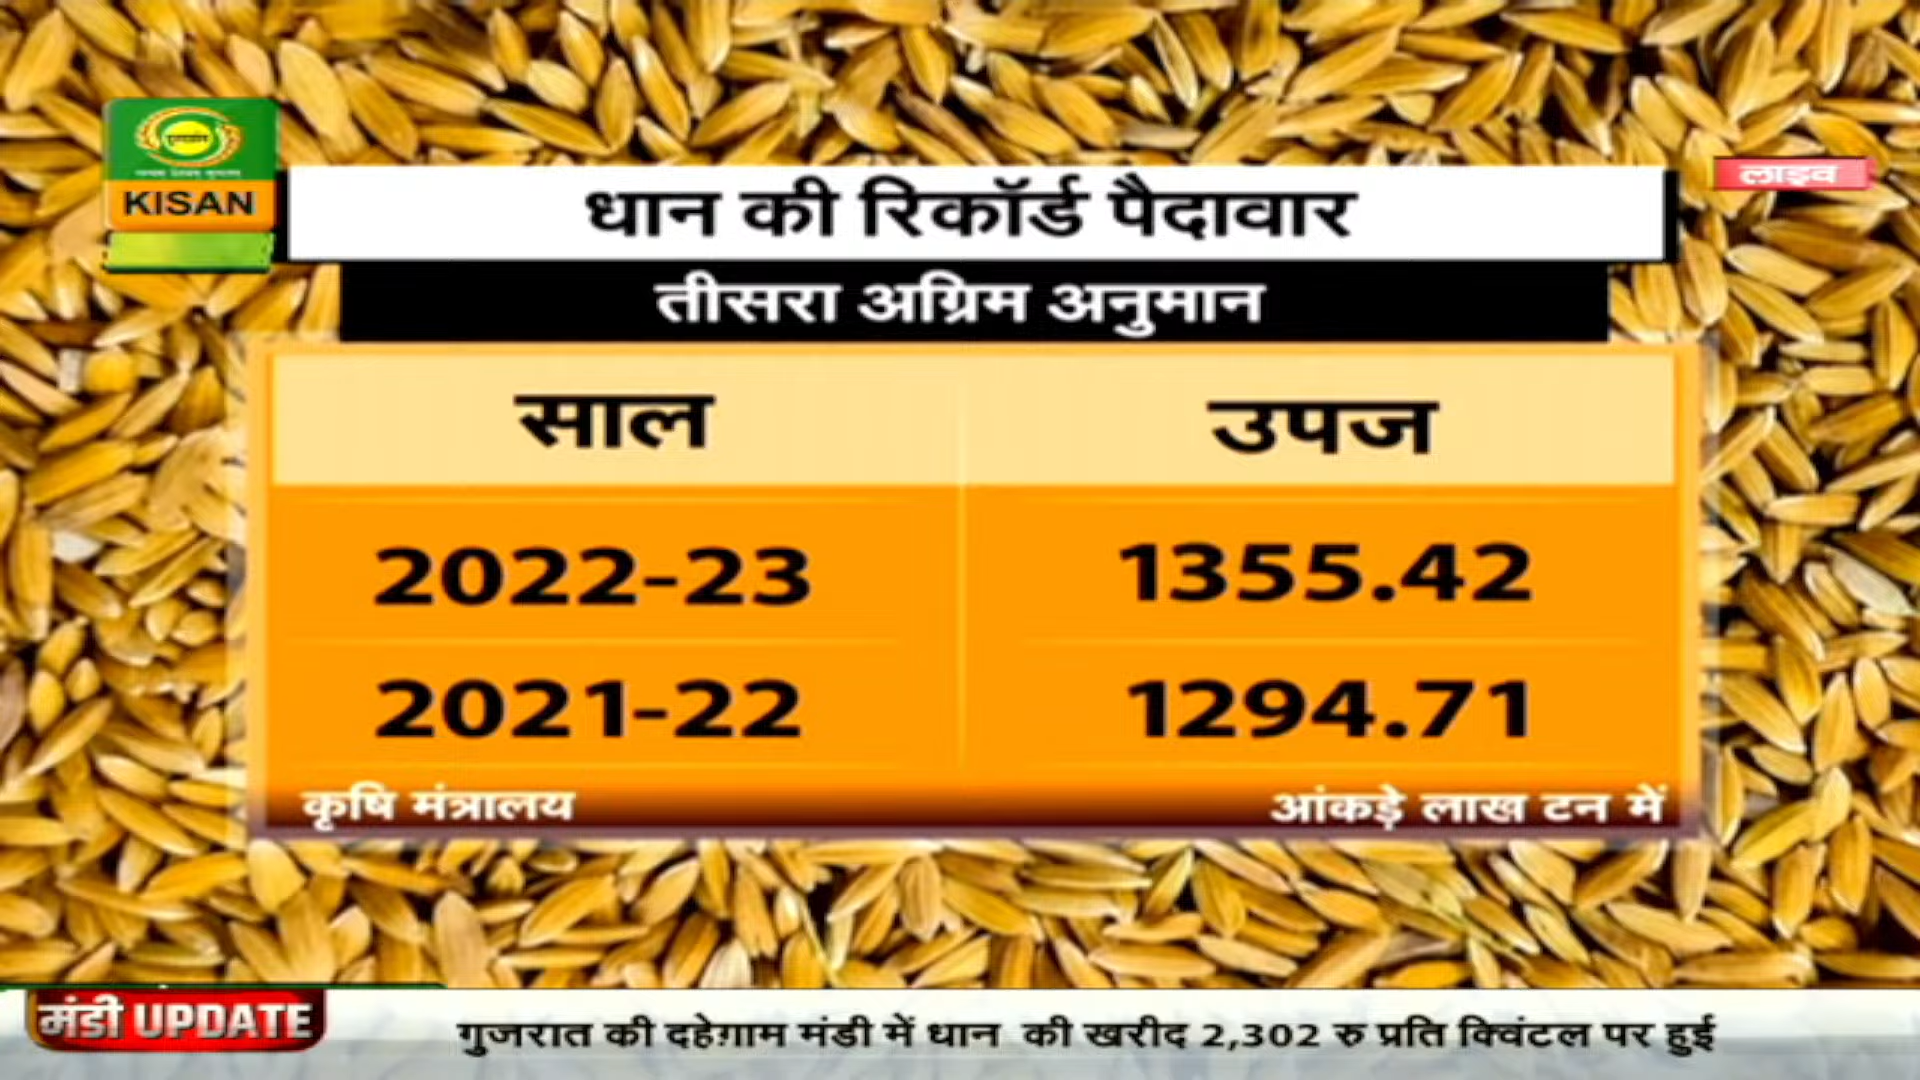 KISAN
लाइव
धान की रिकॉर्ड पैदावार
तीसरा अग्रिम अनुमान
साल उपज
2022-23 1355.42
2021-22 1294.71
कृषि मंत्रालय आंकड़े लाख टन में
मंडी UPDATE गुजरात की दहेग़ाम मंडी में धान की खरीद 2,302 रु प्रति क्विंटल पर हुई